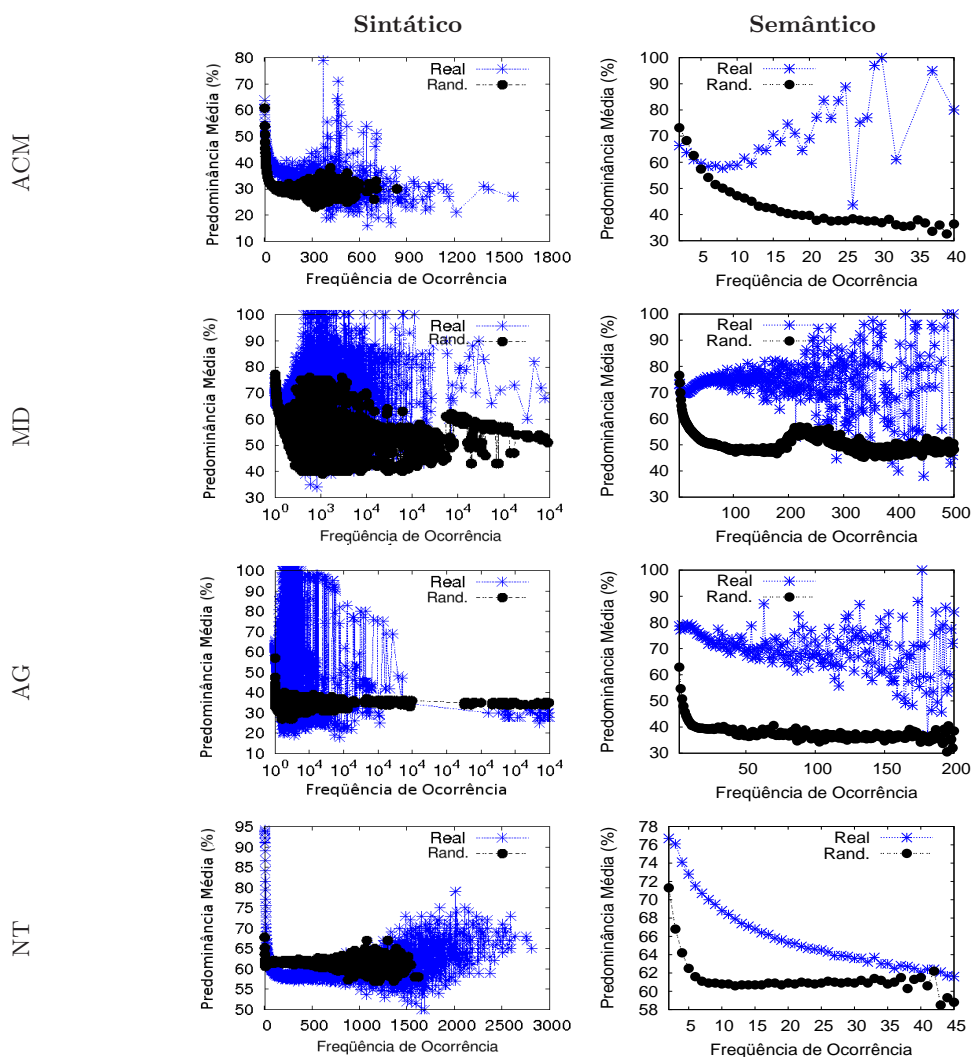 Sintático
Semântico
ACM
Predominância Média (%)
80
70
60
50
40
30
20
10
Real
Rand.
0 300 600 900 1200 1500 1800
Freqüência de Ocorrência
Predominância Média (%)
100
90
80
70
60
50
40
30
Real
Rand.
5 10 15 20 25 30 35 40
Freqüência de Ocorrência
MD
Predominância Média (%)
100
90
80
70
60
50
40
30
Real
Rand.
10^0 10^3 10^4 10^4 10^4 10^4 10^4
Freqüência de Ocorrência
Predominância Média (%)
100
90
80
70
60
50
40
30
Real
Rand.
100 200 300 400 500
Freqüência de Ocorrência
AG
Predominância Média (%)
100
90
80
70
60
50
40
30
20
10
Real
Rand.
10^0 10^4 10^4 10^4 10^4 10^4 10^4 10^4 10^4
Freqüência de Ocorrência
Predominância Média (%)
100
90
80
70
60
50
40
30
Real
Rand.
50 100 150 200
Freqüência de Ocorrência
NT
Predominância Média (%)
95
90
85
80
75
70
65
60
55
50
Real
Rand.
0 500 1000 1500 2000 2500 3000
Freqüência de Ocorrência
Predominância Média (%)
78
76
74
72
70
68
66
64
62
60
58
Real
Rand.
5 10 15 20 25 30 35 40 45
Freqüência de Ocorrência